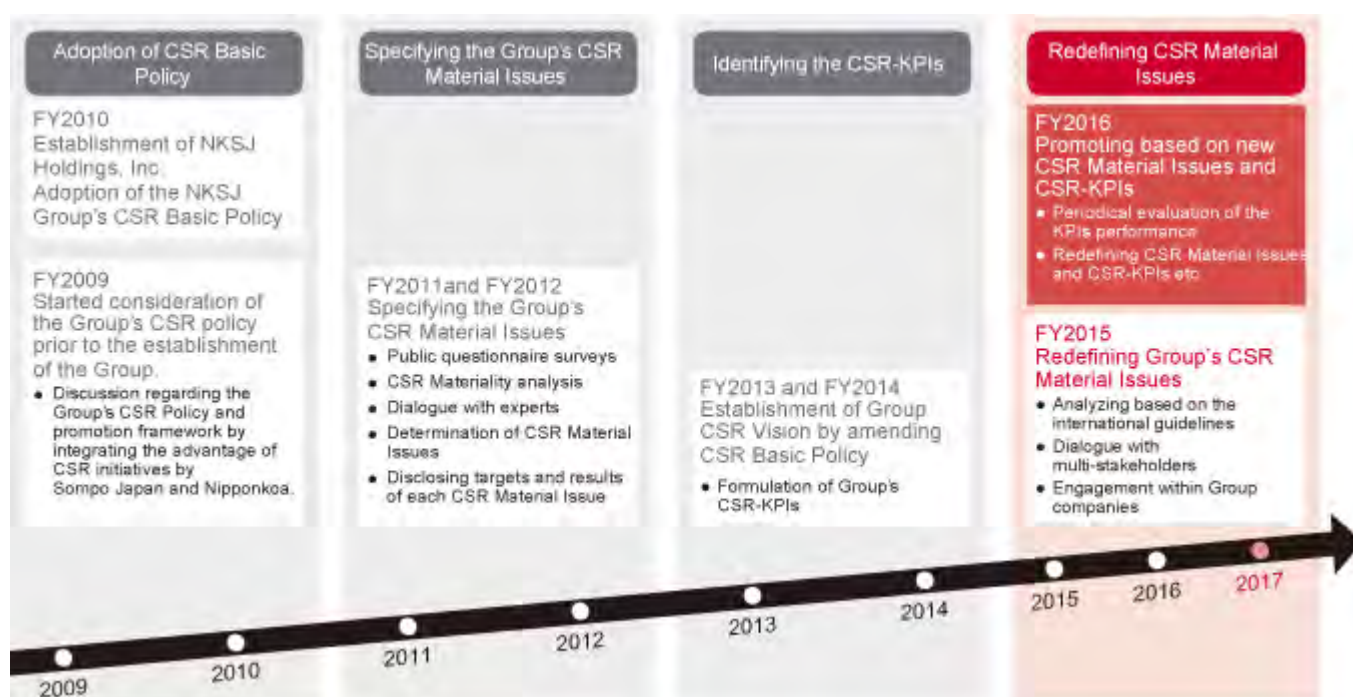 Adoption of CSR Basic
Policy
FY2010
Establishment of NKSJ
Holdings, Inc.
Adoption of the NKSJ
Group's CSR Basic Policy
FY2009
Started consideration of
the Group's CSR policy
prior to the establishment
of the Group.
● Discussion regarding the
Group's CSR Policy and
promotion framework by
integrating the advantage of
CSR initiatives by
Sompo Japan and Nipponkoa.
Specifying the Group's CSR
Material Issues
FY2011and FY2012
Specifying the Group's
CSR Material Issues
● Public questionnaire surveys
● CSR Materiality analysis
● Dialogue with experts
● Determination of CSR Material
Issues
● Disclosing targets and results
of each CSR Material Issue
Identifying the CSR-KPIs
FY2013 and FY2014
Establishment of Group
CSR Vision by amending
CSR Basic Policy
● Formulation of Group's
CSR-KPIs
Redefining CSR Material
Issues
FY2016
Promoting based on new
CSR Material Issues and
CSR-KPIs
● Periodical evaluation of the
KPIs performance
● Redefining CSR Material Issues
and CSR-KPIs etc
FY2015
Redefining Group's CSR
Material Issues
● Analyzing based on the
international guidelines
● Dialogue with
multi-stakeholders
● Engagement within Group
companies
2009
2010
2011
2012
2013
2014
2015
2016
2017